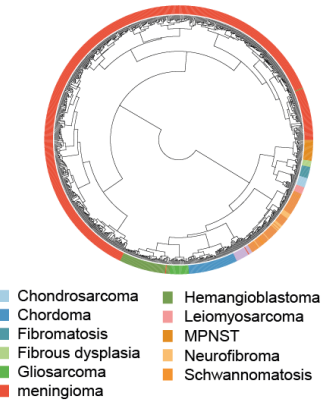 Chondrosarcoma
Chordoma
Fibromatosis
Fibrous dysplasia
Gliosarcoma
meningioma
Hemangioblastoma
Leiomyosarcoma
MPNST
Neurofibroma
Schwannomatosis